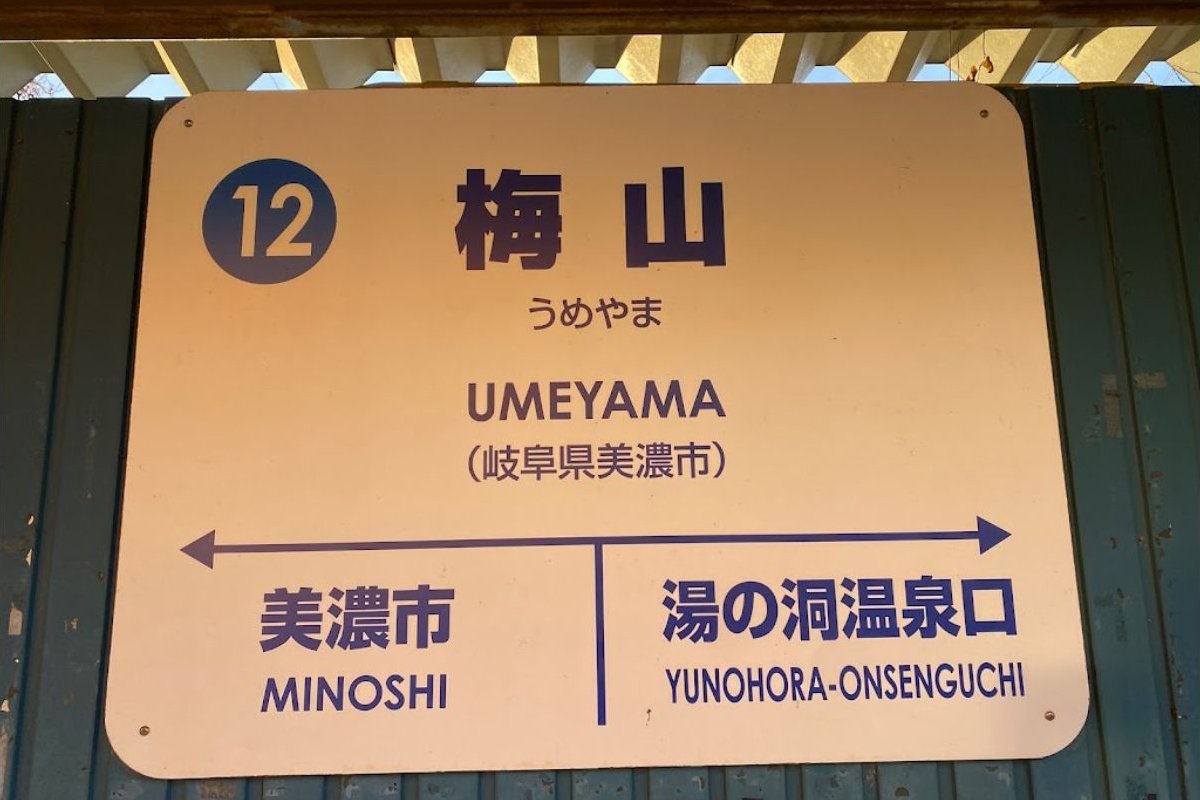 12
梅山
うめやま
UMEYAMA
(岐阜県美濃市)
美濃市
MINOSHI
湯の洞温泉口
YUNOHORA-ONSENGUCHI